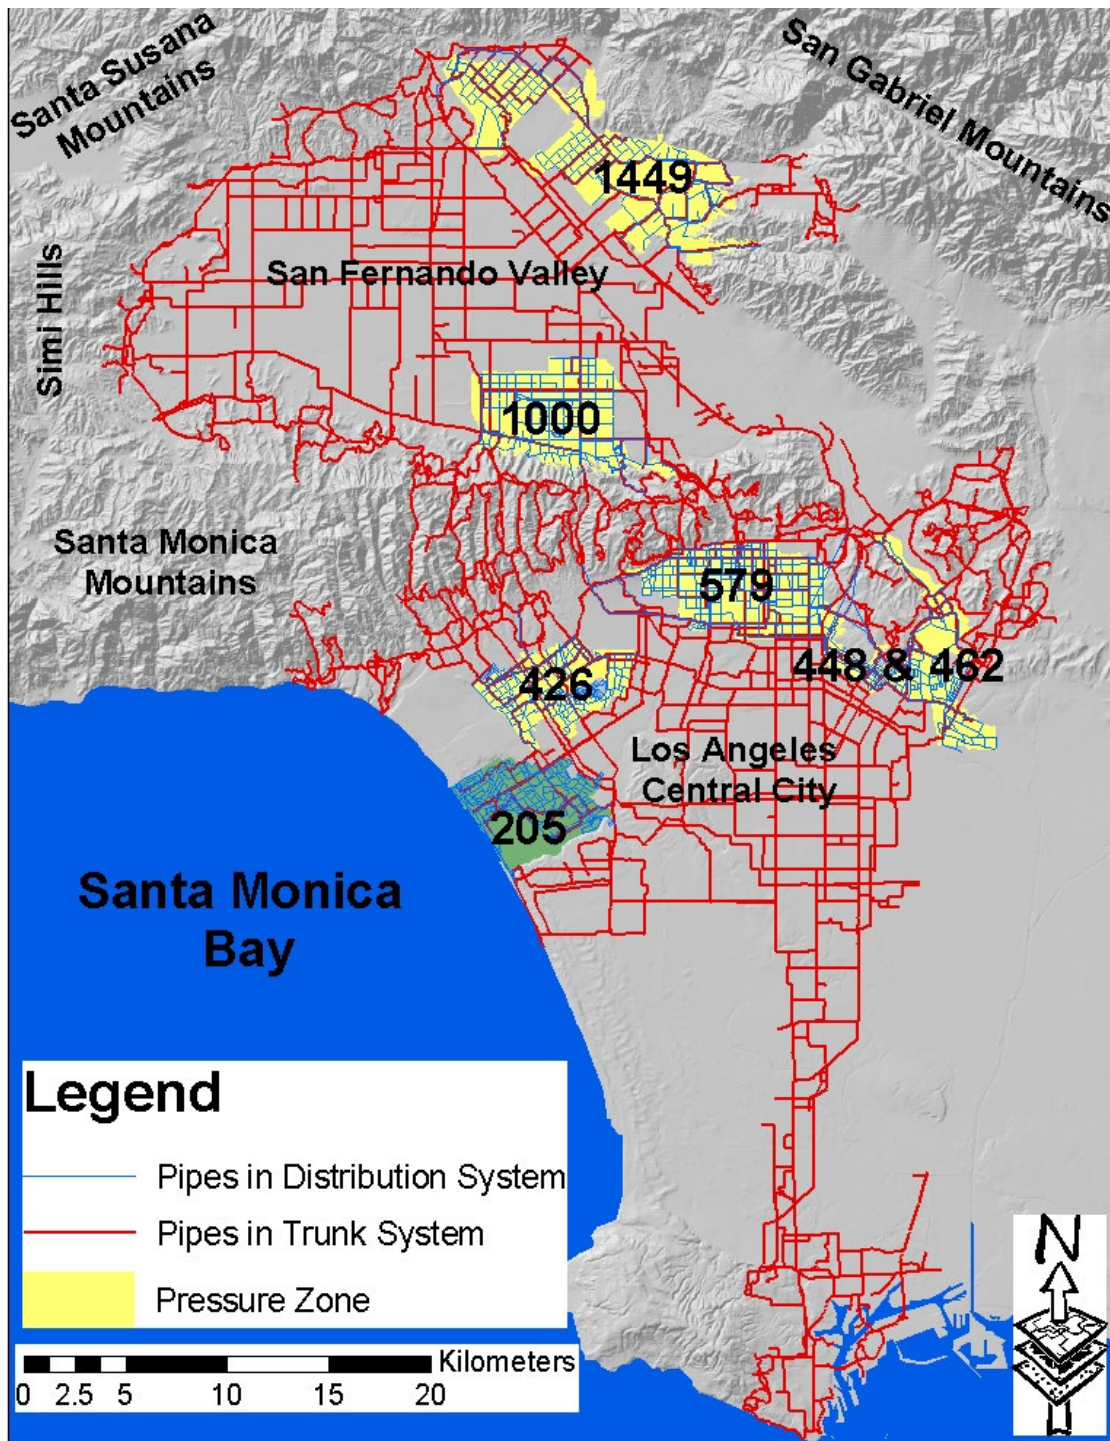 Santa Susana
Mountains
San Gabriel Mountains
1449
San Fernando Valley
Simi Hills
1000
Santa Monica
Mountains
579
448 & 462
426
Los Angeles
Central City
205
Santa Monica
Bay
Legend
Pipes in Distribution System
Pipes in Trunk System
Pressure Zone
Kilometers
0 2.5 5 10 15 20
N